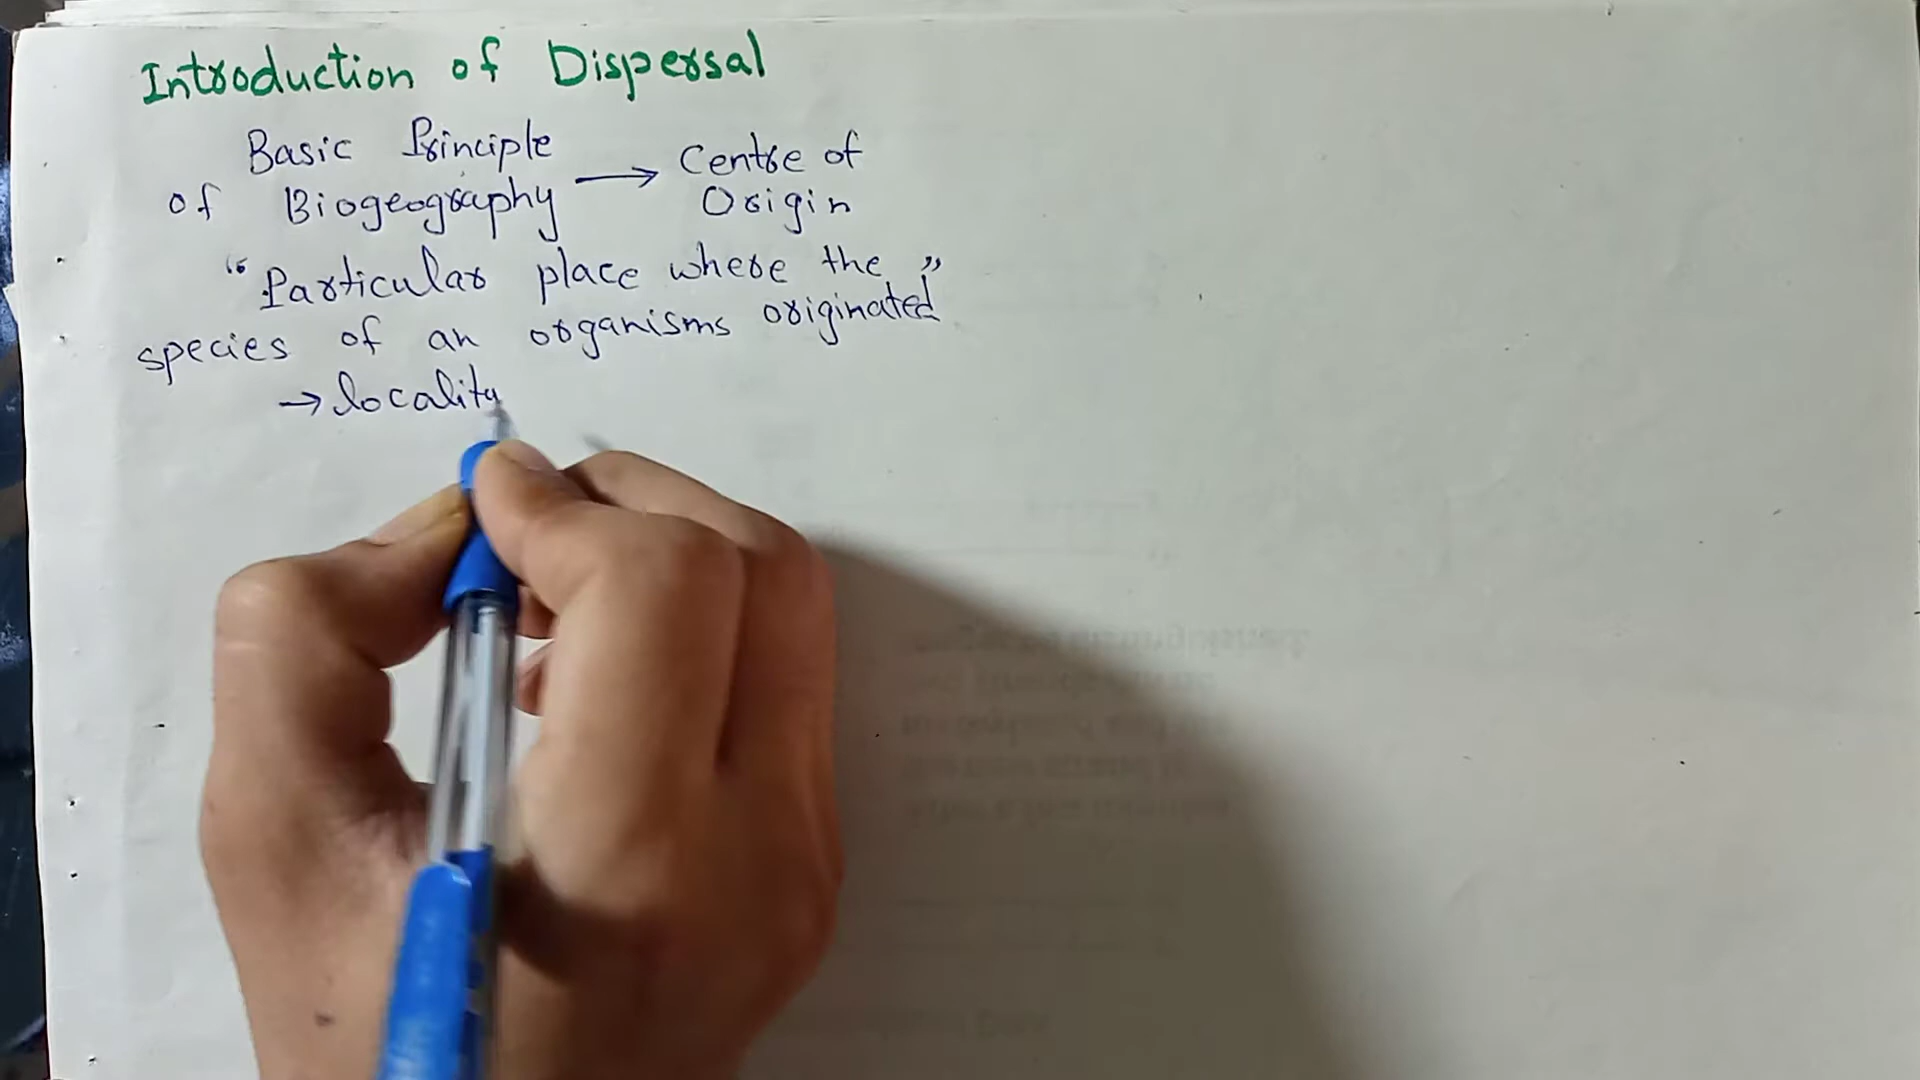 Introduction of Dispersal
Basic Principle
of Biogeography → Centre of
Origin
"Particular place where the"
species of an organisms originated
→ locality